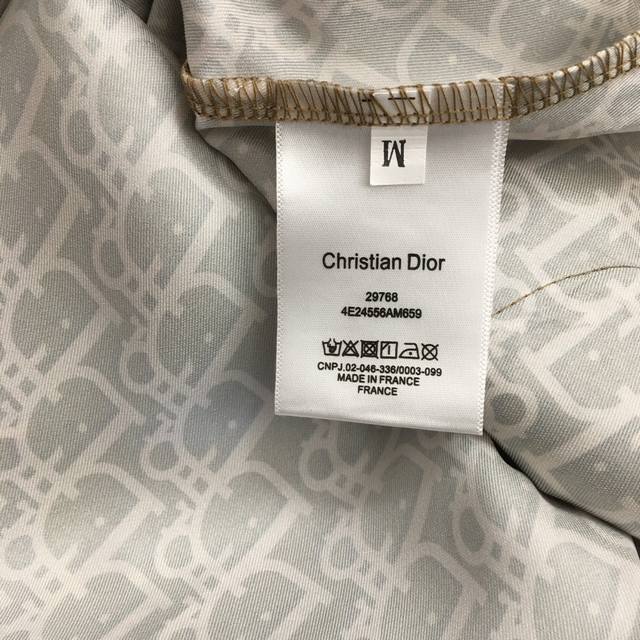 M
Christian Dior
29768
4E24556AM659
CNPJ.02-046-336/0003-099
MADE IN FRANCE
FRANCE